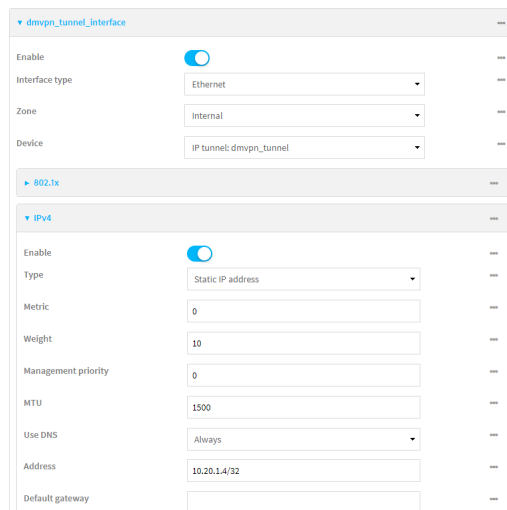 dmvpn_tunnel_interface
Enable
Interface type Ethernet
Zone Internal
Device IP tunnel: dmvpn_tunnel
802.1x
IPv4
Enable
Type Static IP address
Metric 0
Weight 10
Management priority 0
MTU 1500
Use DNS Always
Address 10.20.1.4/32
Default gateway